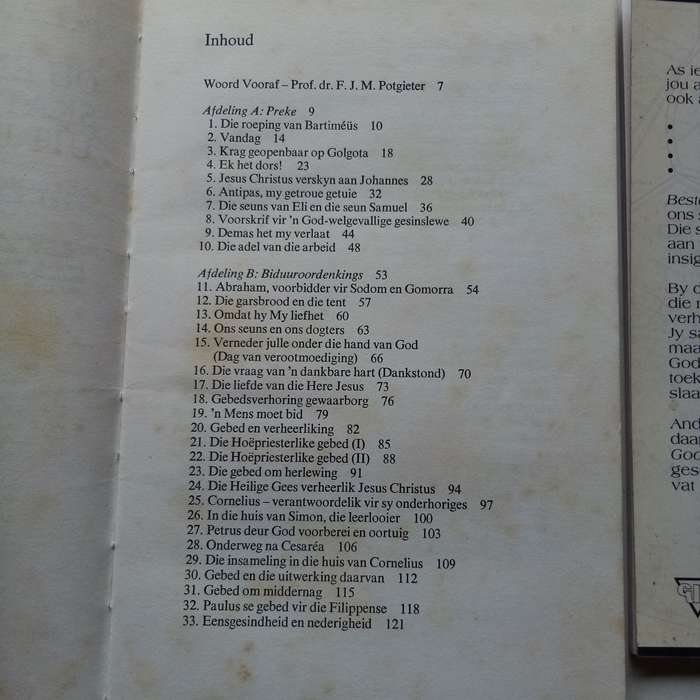 Inhoud
Woord Vooraf – Prof. dr. F. J. M. Potgieter 7
Afdeling A: Preke 9
1. Die roeping van Bartiméüs 10
2. Vandag 14
3. Krag geopenbaar op Golgota 18
4. Ek het dors! 23
5. Jesus Christus verskyn aan Johannes 28
6. Antipas, my getroue getuie 32
7. Die seuns van Eli en die seun Samuel 36
8. Voorskrif vir 'n God-welgevallige gesinslewe 40
9. Demas het my verlaat 44
10. Die adel van die arbeid 48
Afdeling B: Biduuroordenkings 53
11. Abraham, voorbidder vir Sodom en Gomorra 54
12. Die garsbrood en die tent 57
13. Omdat hy My liefhet 60
14. Ons seuns en ons dogters 63
15. Verneder julle onder die hand van God
(Dag van verootmoediging) 66
16. Die vraag van 'n dankbare hart (Dankstond) 70
17. Die liefde van die Here Jesus 73
18. Gebedsverhoring gewaarborg 76
19. 'n Mens moet bid 79
20. Gebed en verheerliking 82
21. Die Hoëpriesterlike gebed (I) 85
22. Die Hoëpriesterlike gebed (II) 88
23. Die gebed om herlewing 91
24. Die Heilige Gees verheerlik Jesus Christus 94
25. Cornelius – verantwoordelik vir sy onderhoriges 97
26. In die huis van Simon, die leerlooier 100
27. Petrus deur God voorberei en oortuig 103
28. Onderweg na Cesaréa 106
29. Die insameling in die huis van Cornelius 109
30. Gebed en die uitwerking daarvan 112
31. Gebed om middernag 115
32. Paulus se gebed vir die Filippense 118
33. Eensgesindheid en nederigheid 121
As ie
jou a
ook a
•
•
•
•
Beste
ons s
Die s
aan
insig
By d
die r
verh
Jy sa
maa
God
toek
slaa
And
daar
Goo
gese
vat